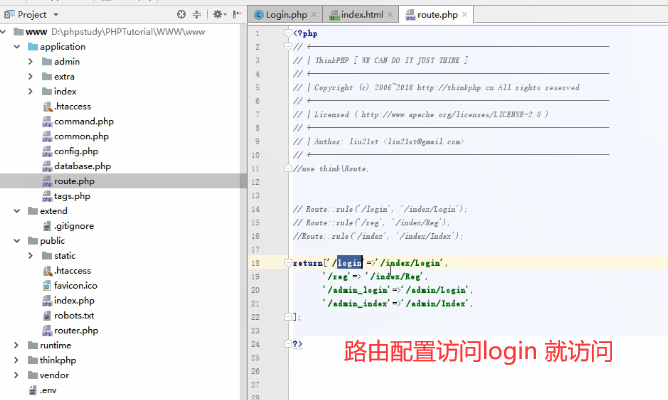 Project
Login.php
index.html
route.php
www D:\phpstudy\PHPTutorial\WWW\www
application
admin
extra
index
.htaccess
command.php
common.php
config.php
database.php
route.php
tags.php
extend
.gitignore
public
static
.htaccess
favicon.ico
index.php
robots.txt
router.php
runtime
thinkphp
vendor
.env
1 <?php
2 // +----------------------------------------------------------------------
3 // | ThinkPHP [ WE CAN DO IT JUST THINK ]
4 // +----------------------------------------------------------------------
5 // | Copyright (c) 2006~2018 http://thinkphp.cn All rights reserved
6 // +----------------------------------------------------------------------
7 // | Licensed ( http://www.apache.org/licenses/LICENSE-2.0 )
8 // +----------------------------------------------------------------------
9 // | Author: liu21st <liu21st@gmail.com>
10 // +----------------------------------------------------------------------
11 //use think\Route;
12
13
14 // Route::rule('/login', '/index/Login');
15 // Route::rule('/reg', '/index/Reg');
16 //Route::rule('/index', '/index/Index');
17
18 return['/login'=>'/index/Login',
19 '/reg'=> '/index/Reg',
20 '/admin_login'=>'/admin/Login',
21 '/admin_index'=>'/admin/Index',
22 ];
23
24 ?>
25
26
27
28
路由配置访问login 就访问